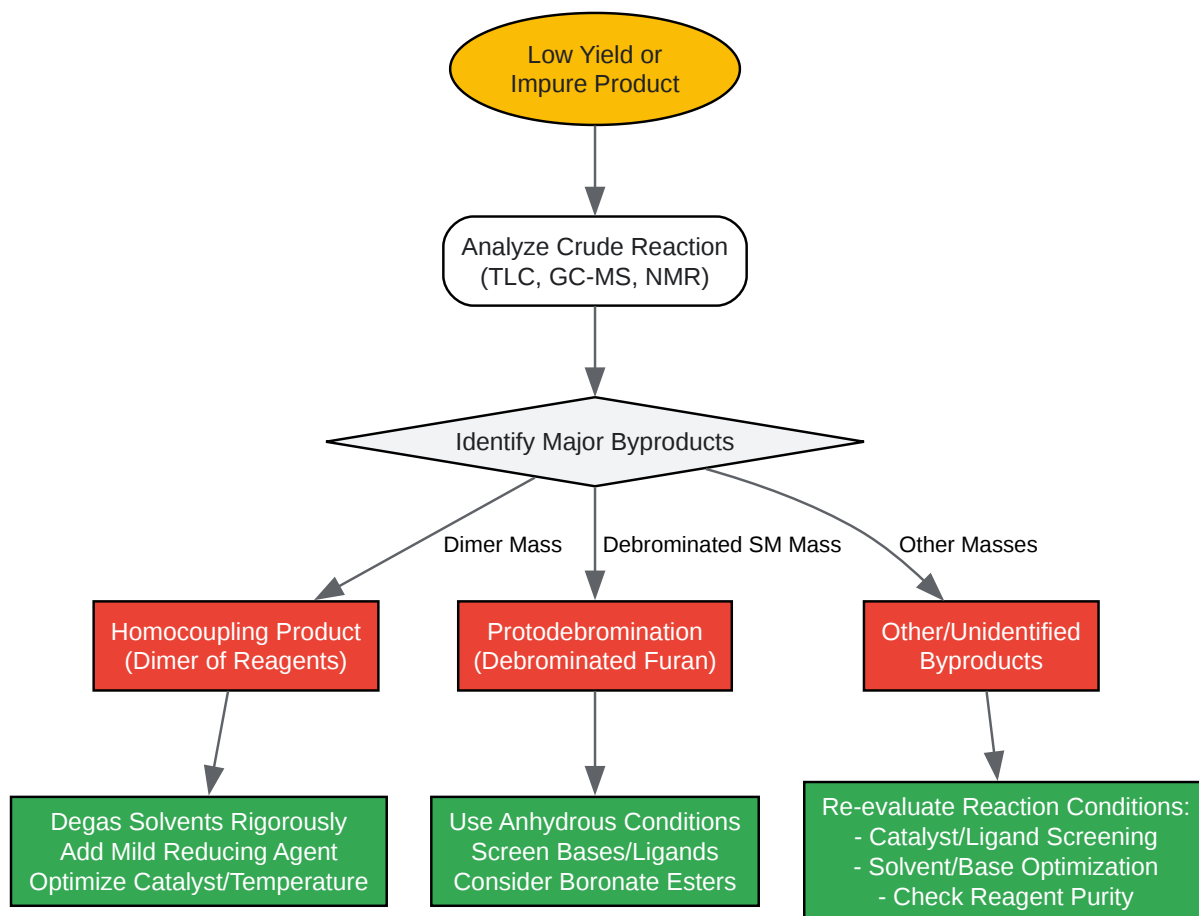 Low Yield or
Impure Product
Analyze Crude Reaction
(TLC, GC-MS, NMR)
Identify Major Byproducts
Dimer Mass
Debrominated SM Mass
Other Masses
Homocoupling Product
(Dimer of Reagents)
Protodebromination
(Debrominated Furan)
Other/Unidentified
Byproducts
Degas Solvents Rigorously
Add Mild Reducing Agent
Optimize Catalyst/Temperature
Use Anhydrous Conditions
Screen Bases/Ligands
Consider Boronate Esters
Re-evaluate Reaction Conditions:
- Catalyst/Ligand Screening
- Solvent/Base Optimization
- Check Reagent Purity